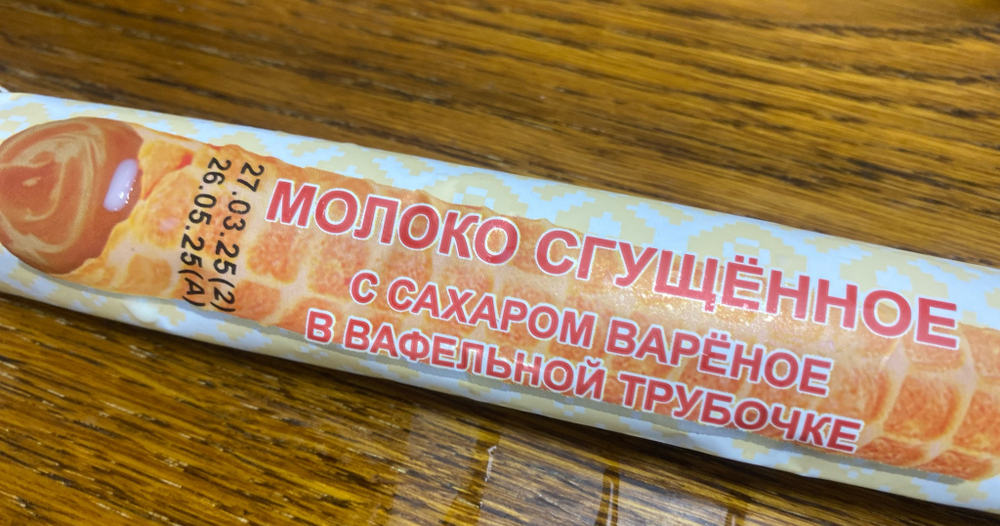 27.03.25(2)
26.05.25(A)
МОЛОКО СГУЩЁННОЕ
С САХАРОМ ВАРЁНОЕ
В ВАФЕЛЬНОЙ ТРУБОЧКЕ